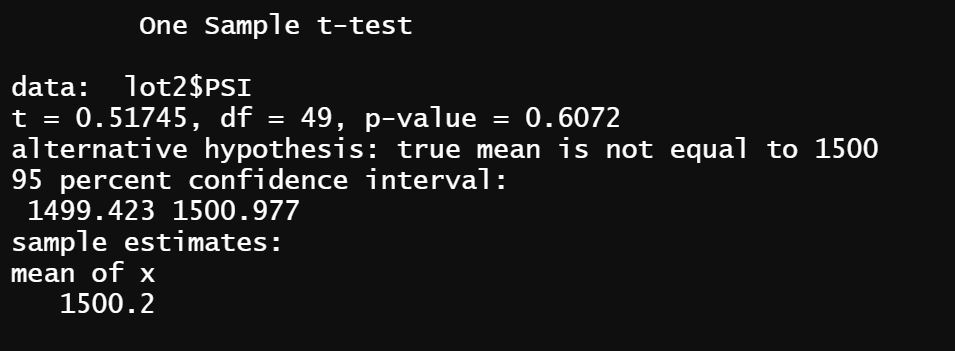 One Sample t-test
data:  lot2$PSI
t = 0.51745, df = 49, p-value = 0.6072
alternative hypothesis: true mean is not equal to 1500
95 percent confidence interval:
1499.423 1500.977
sample estimates:
mean of x
1500.2